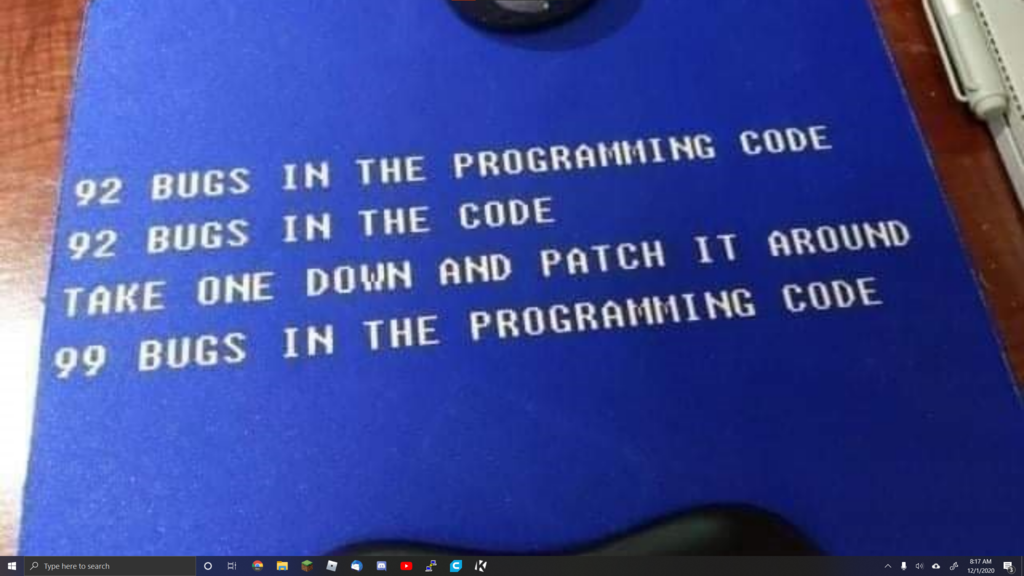 92 BUGS IN THE PROGRAMMING CODE
92 BUGS IN THE CODE
TAKE ONE DOWN AND PATCH IT AROUND
99 BUGS IN THE PROGRAMMING CODE
Type here to search
8:17 AM
12/1/2020